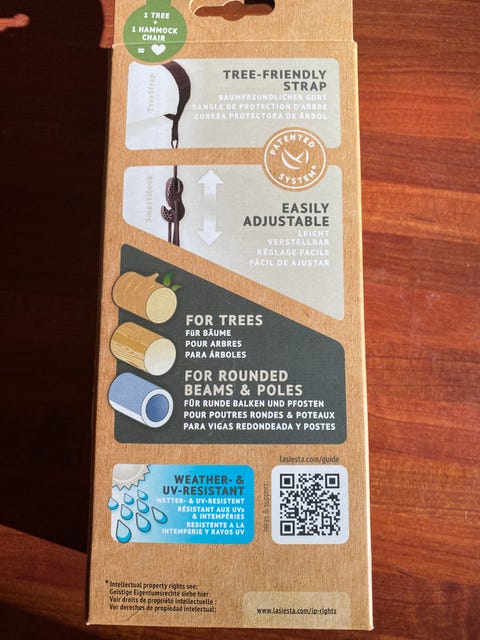 1 TREE
+
1 HAMMOCK
CHAIR
=
TreeStrap
TREE-FRIENDLY
STRAP
BAUMFREUNDLICHER GURT
SANGLE DE PROTECTION D'ARBRE
CORREA PROTECTORA DE ÁRBOL
PATENTED
SYSTEM®
SmartHook
EASILY
ADJUSTABLE
LEICHT
VERSTELLBAR
RÉGLAGE FACILE
FÁCIL DE AJUSTAR
FOR TREES
FÜR BÄUME
POUR ARBRES
PARA ÁRBOLES
FOR ROUNDED
BEAMS & POLES
FÜR RUNDE BALKEN UND PFOSTEN
POUR POUTRES RONDES & POTEAUX
PARA VIGAS REDONDEADA Y POSTES
WEATHER- &
UV-RESISTANT
WETTER- & UV-RESISTENT
RÉSISTANT AUX UVs
& INTEMPÉRIES
RESISTENTE A LA
INTEMPERIE Y RAYOS UV
lasiesta.com/guide
Ideas & support:
*Intellectual property rights see:
Geistige Eigentumsrechte siehe hier:
Voir droits de propriété intellectuelle :
Ver derechos de propiedad intelectual:
www.lasiesta.com/ip-rights